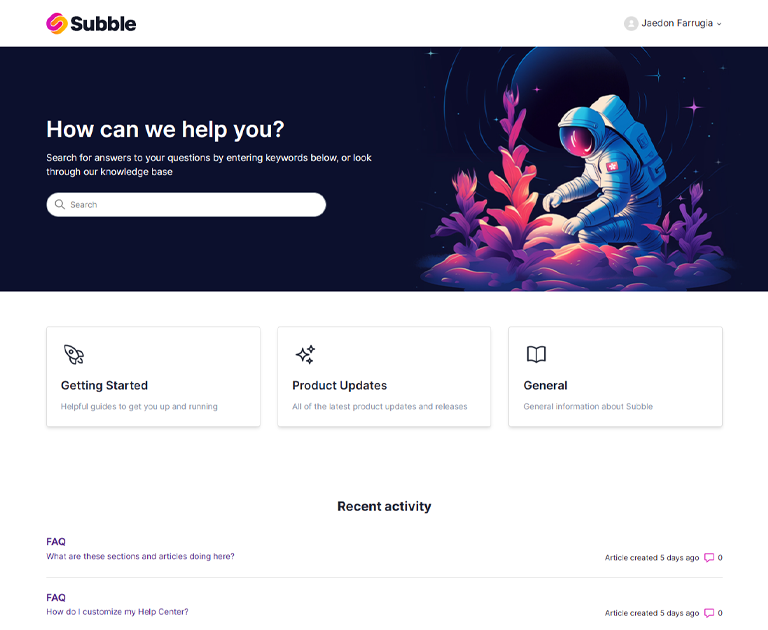 Subble
Jaedon Farrugia
How can we help you?
Search for answers to your questions by entering keywords below, or look
through our knowledge base
Search
Getting Started
Helpful guides to get you up and running
Product Updates
All of the latest product updates and releases
General
General information about Subble
Recent activity
FAQ
What are these sections and articles doing here?
Article created 5 days ago 0
FAQ
How do I customize my Help Center?
Article created 5 days ago 0